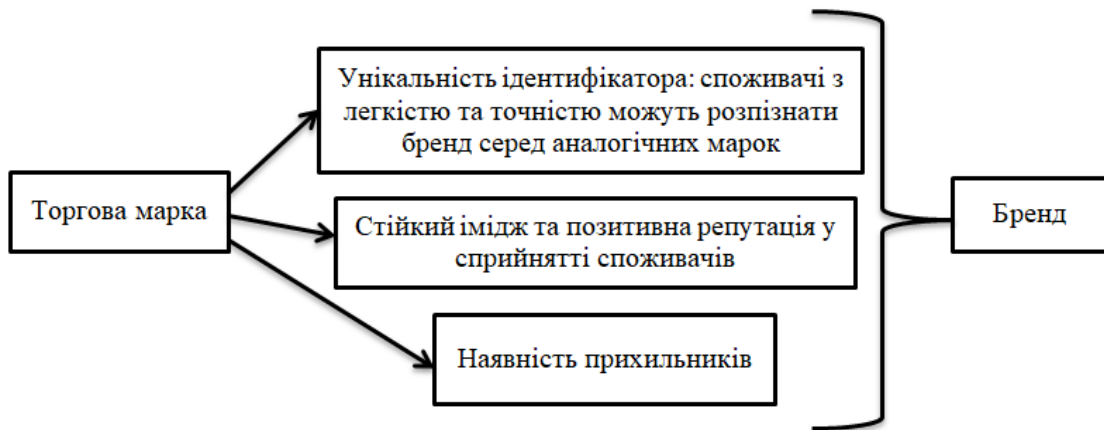 Унікальність ідентифікатора: споживачі з
легкістю та точністю можуть розпізнати
бренд серед аналогічних марок
Торгова марка
Стійкий імідж та позитивна репутація у
сприйнятті споживачів
Бренд
Наявність прихильників